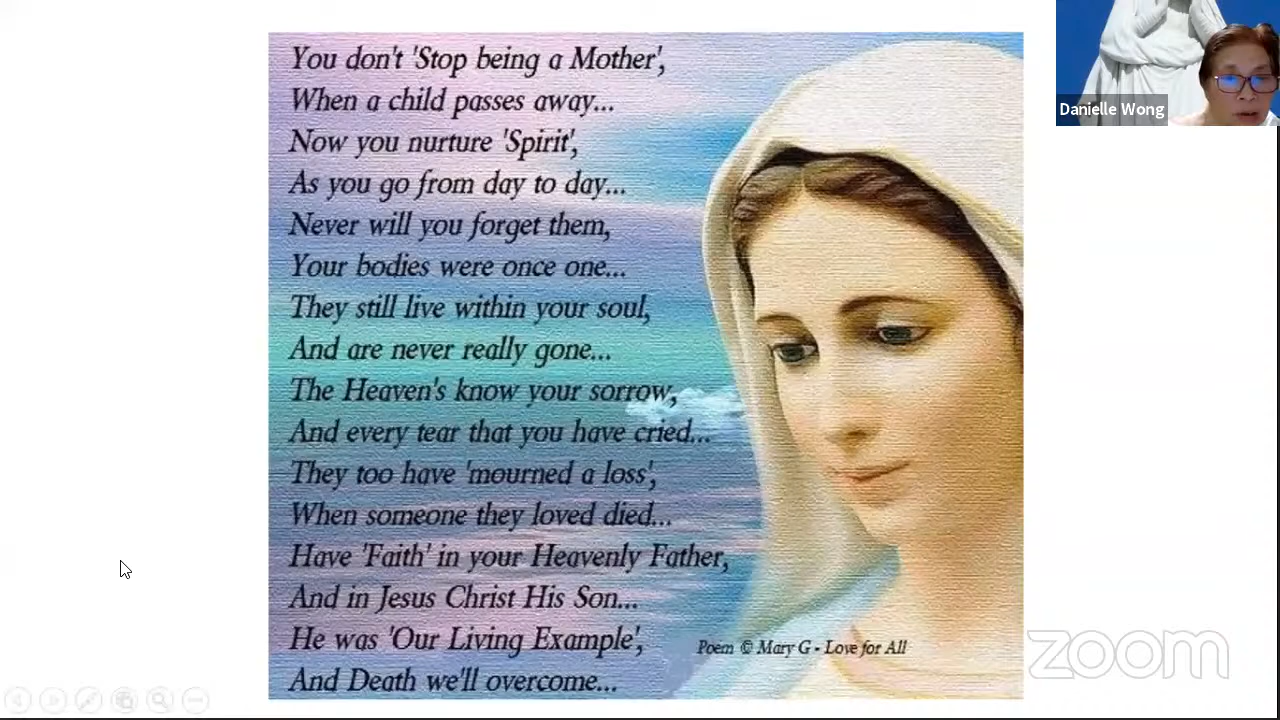 You don't 'Stop being a Mother',
When a child passes away...
Now you nurture 'Spirit',
As you go from day to day...
Never will you forget them,
Your bodies were once one...
They still live within your soul,
And are never really gone...
The Heaven's know your sorrow,
And every tear that you have cried...
They too have 'mourned a loss',
When someone they loved died...
Have 'Faith' in your Heavenly Father,
And in Jesus Christ His Son...
He was 'Our Living Example',
And Death we'll overcome...
Poem © Mary G - Love for All
Danielle Wong
zoom